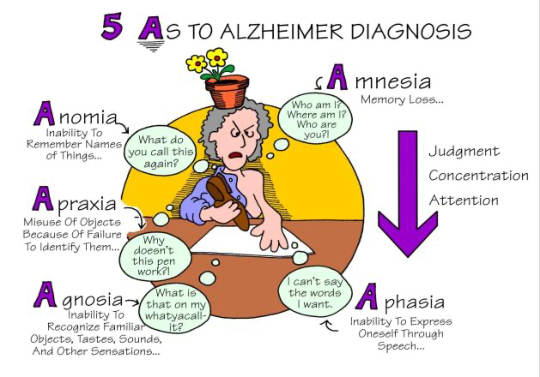 5 As TO ALZHEIMER DIAGNOSIS
Amnesia
Memory Loss...
Who am I?
Where am I?
Who are
you?!
Anomia
Inability To
Remember Names
of Things...
What do
you call this
again?
Judgment
Concentration
Attention
Apraxia
Misuse Of Objects
Because Of Failure
To Identify Them...
Why
doesn't
this pen
work?!
Agnosia
Inability To
Recognize Familiar
Objects, Tastes, Sounds,
And Other Sensations...
What is
that on my
whatyacall-
it?
I can't say
the words
I want.
Aphasia
Inability To Express
Oneself Through
Speech...